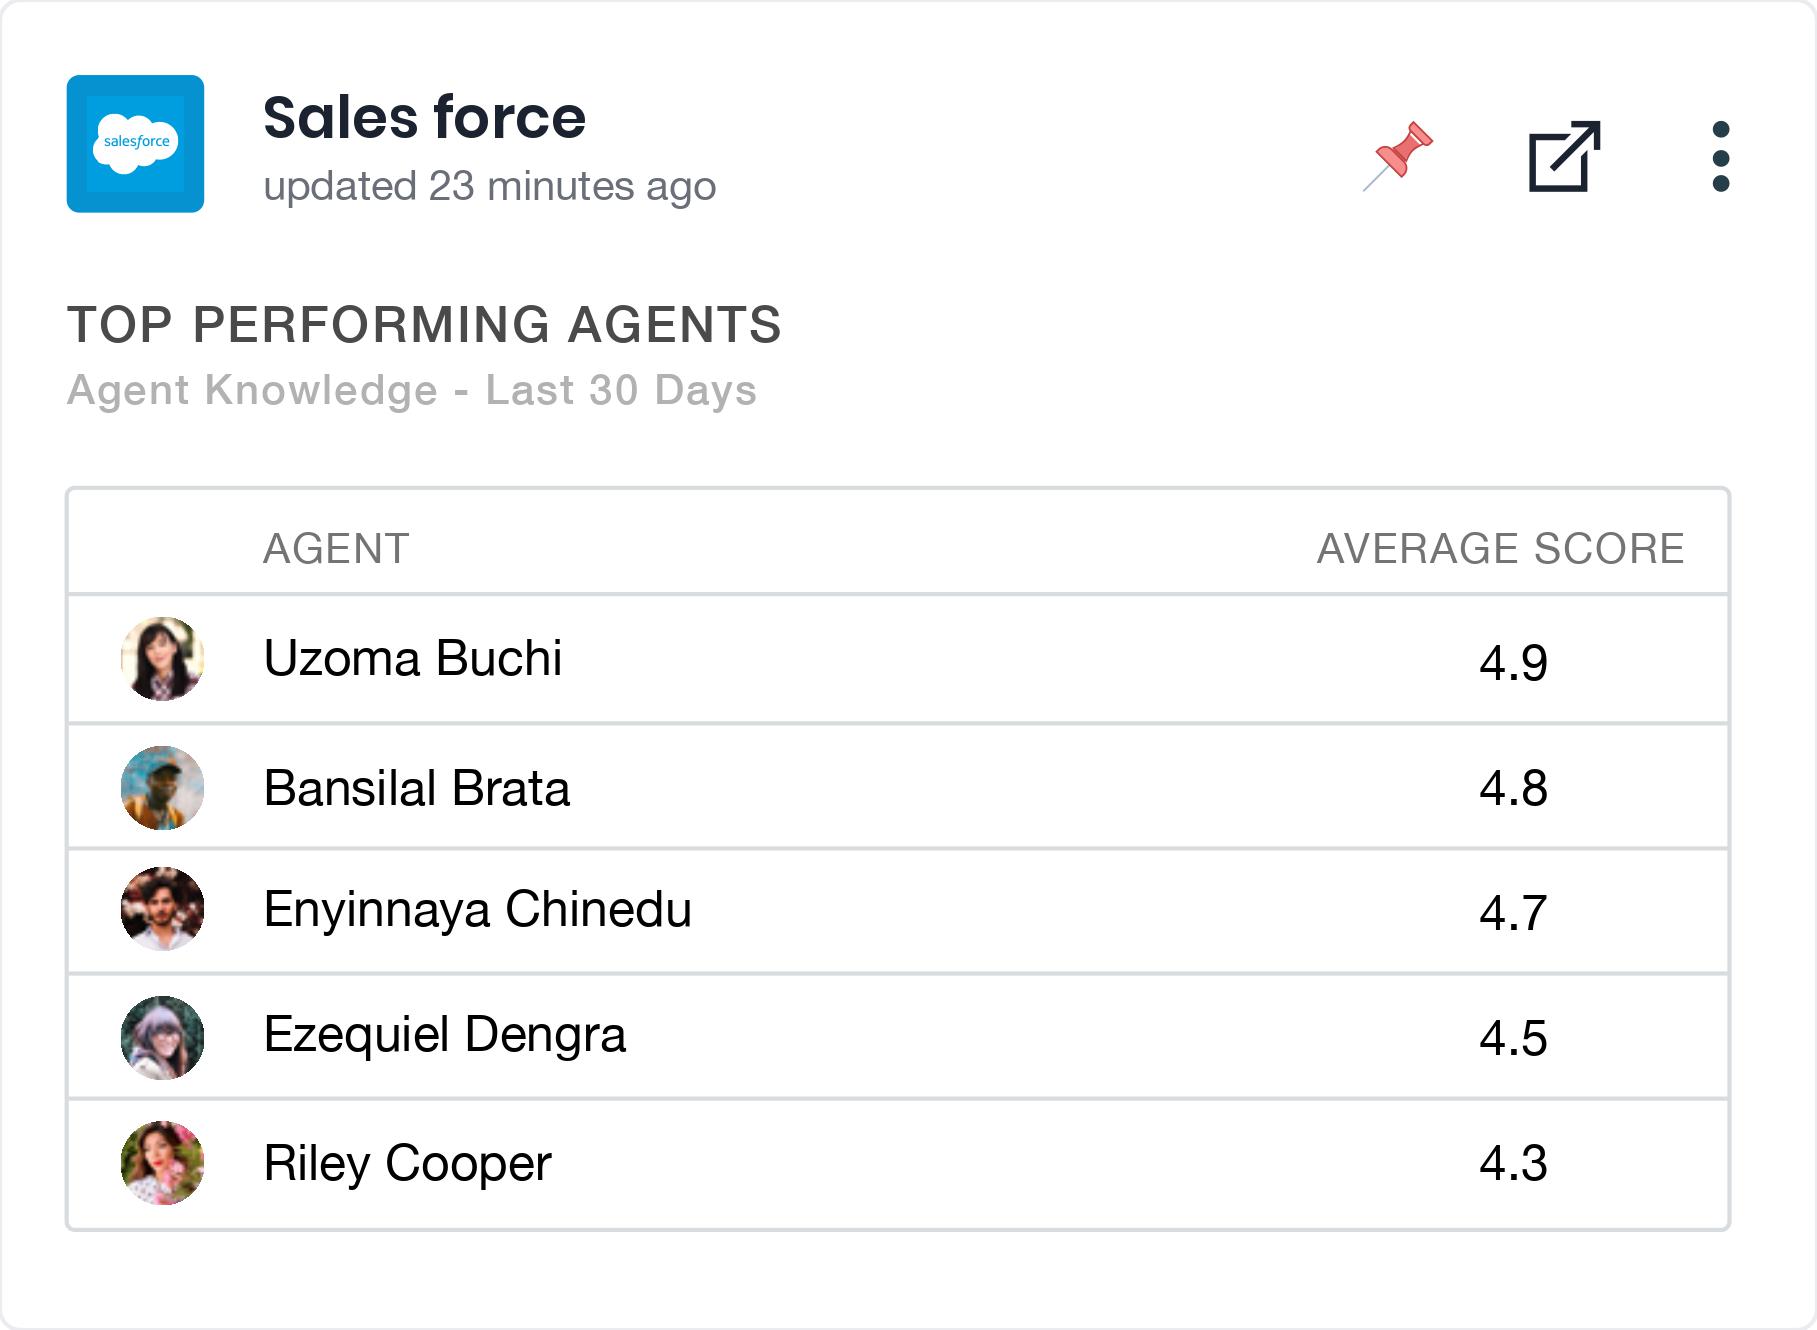 salesforce
Sales force
updated 23 minutes ago
TOP PERFORMING AGENTS
Agent Knowledge - Last 30 Days
AGENT AVERAGE SCORE
Uzoma Buchi 4.9
Bansilal Brata 4.8
Enyinnaya Chinedu 4.7
Ezequiel Dengra 4.5
Riley Cooper 4.3